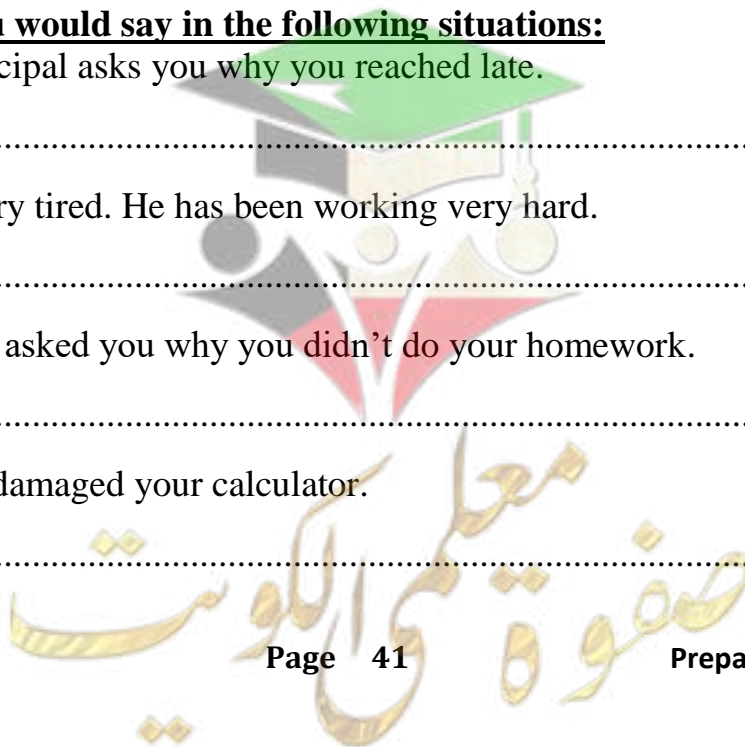 u would say in the following situations:
cipal asks you why you reached late.
................................................................................
ry tired. He has been working very hard.
................................................................................
asked you why you didn't do your homework.
................................................................................
damaged your calculator.
................................................................................
صفوة معلمى الكويت
Page 41 Prepa